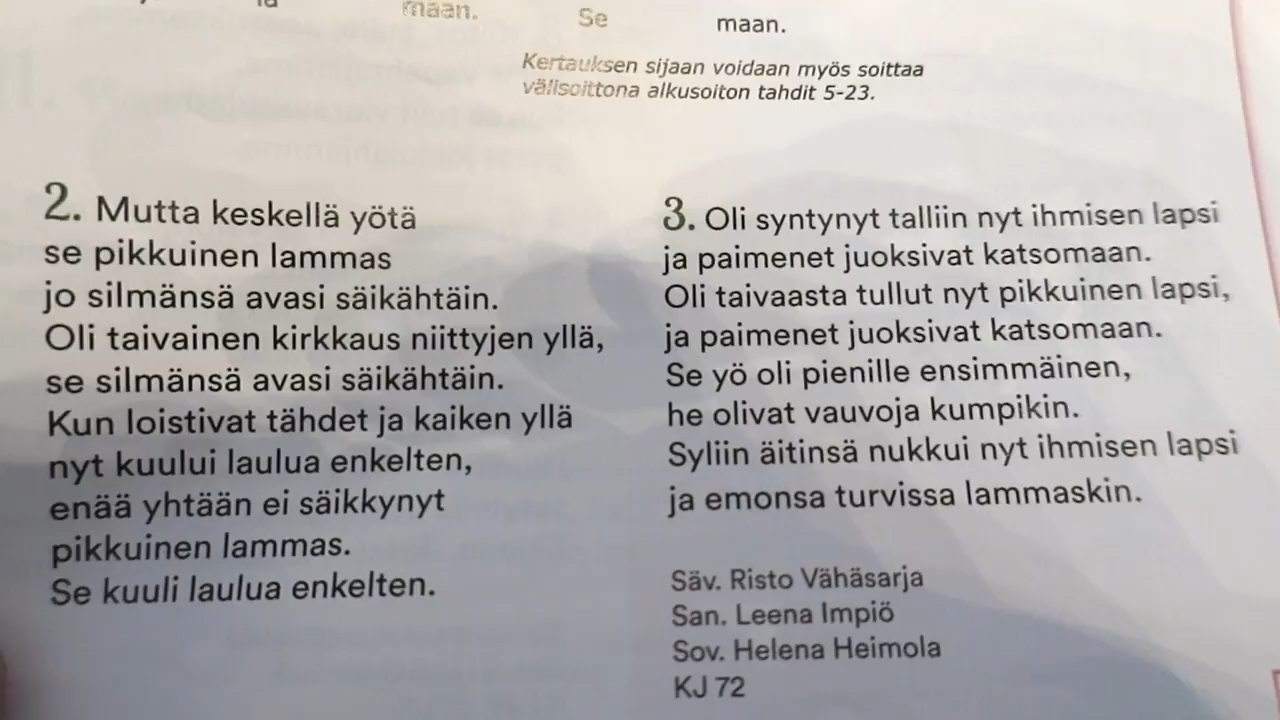 maan. Se maan.
Kertauksen sijaan voidaan myös soittaa
välisoittona alkusoiton tahdit 5-23.
2. Mutta keskellä yötä
se pikkuinen lammas
jo silmänsä avasi säikähtäin.
Oli taivainen kirkkaus niittyjen yllä,
se silmänsä avasi säikähtäin.
Kun loistivat tähdet ja kaiken yllä
nyt kuului laulua enkelten,
enää yhtään ei säikkynyt
pikkuinen lammas.
Se kuuli laulua enkelten.
3. Oli syntynyt talliin nyt ihmisen lapsi
ja paimenet juoksivat katsomaan.
Oli taivaasta tullut nyt pikkuinen lapsi,
ja paimenet juoksivat katsomaan.
Se yö oli pienille ensimmäinen,
he olivat vauvoja kumpikin.
Syliin äitinsä nukkui nyt ihmisen lapsi
ja emonsa turvissa lammaskin.
Säv. Risto Vähäsarja
San. Leena Impiö
Sov. Helena Heimola
KJ 72